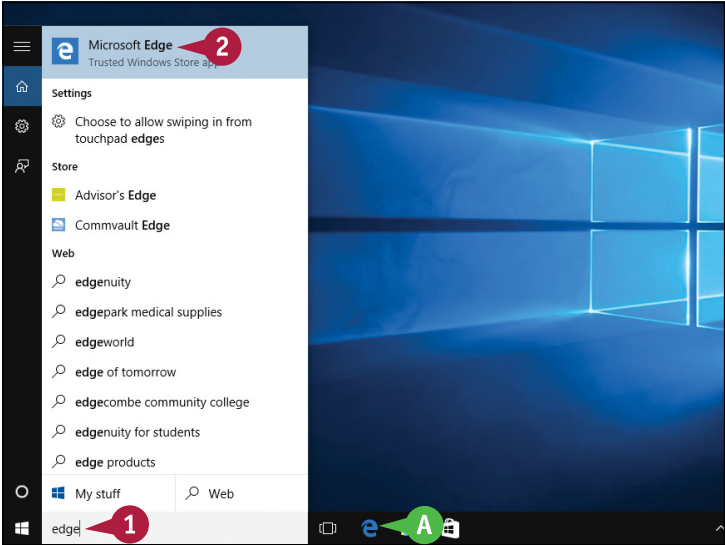 Microsoft Edge
2
Trusted Windows Store
Settings
Choose to allow swiping in from
touchpad edges
Store
Advisor's Edge
Commvault Edge
Web
edgenuity
edgepark medical supplies
edgeworld
edge of tomorrow
edgecombe community college
edgenuity for students
edge products
My stuff
Web
edge
1
A